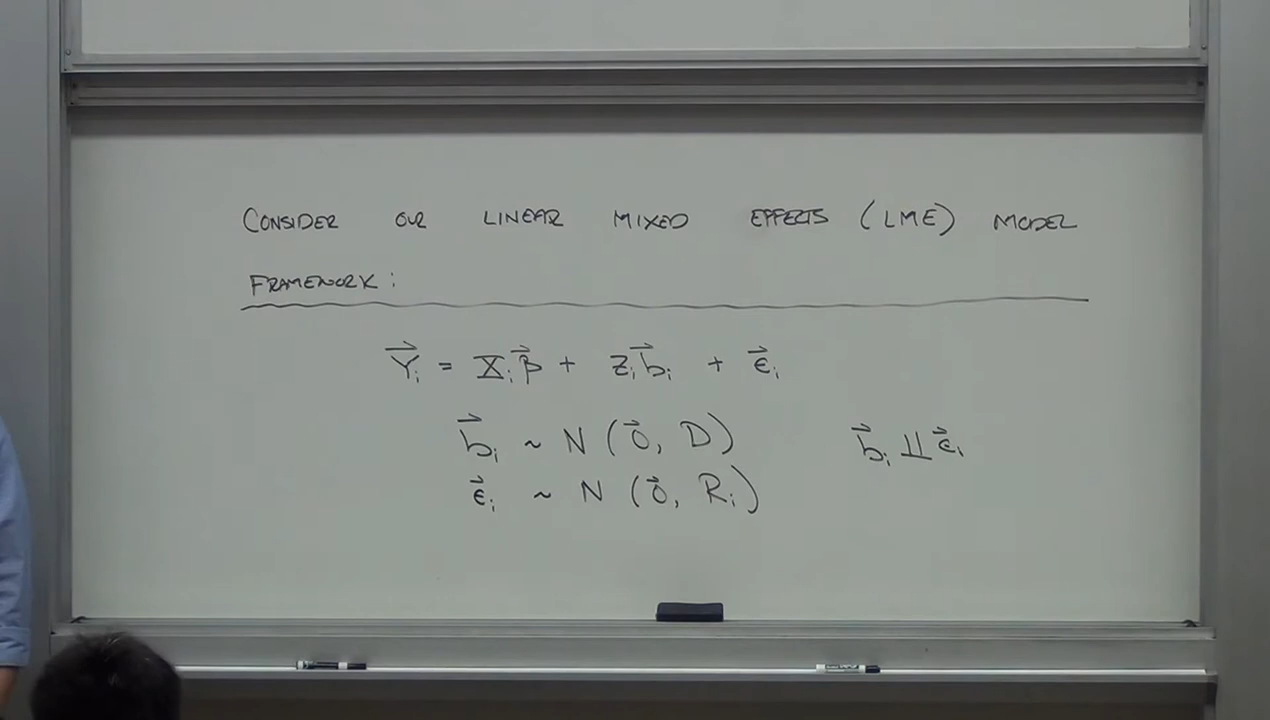 CONSIDER OUR LINEAR MIXED EFFECTS (LME) MODEL
FRAMEWORK:
Y⃗ᵢ = Xᵢβ⃗ + Zᵢb⃗ᵢ + ε⃗ᵢ
b⃗ᵢ ~ N (0⃗, D) b⃗ᵢ ⫫ ε⃗ᵢ
ε⃗ᵢ ~ N (0⃗, Rᵢ)